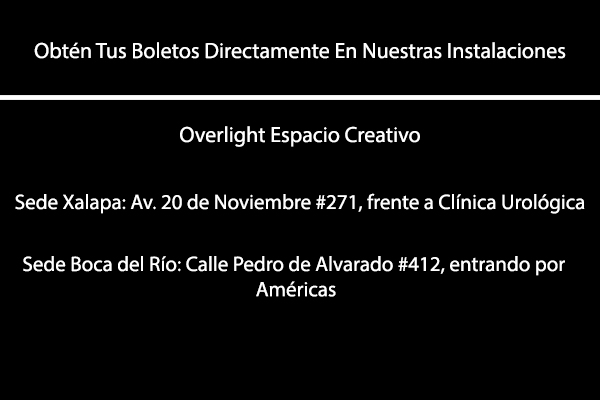 Obtén Tus Boletos Directamente En Nuestras Instalaciones
Overlight Espacio Creativo
Sede Xalapa: Av. 20 de Noviembre #271, frente a Clínica Urológica
Sede Boca del Río: Calle Pedro de Alvarado #412, entrando por
Américas